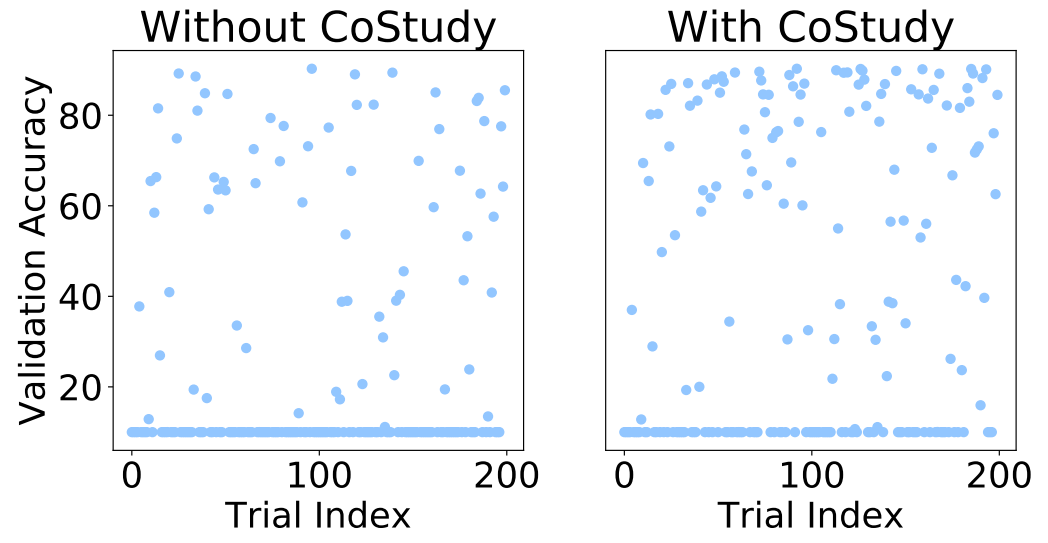 Without CoStudy
With CoStudy
Validation Accuracy
80
60
40
20
0
100
200
0
100
200
Trial Index
Trial Index